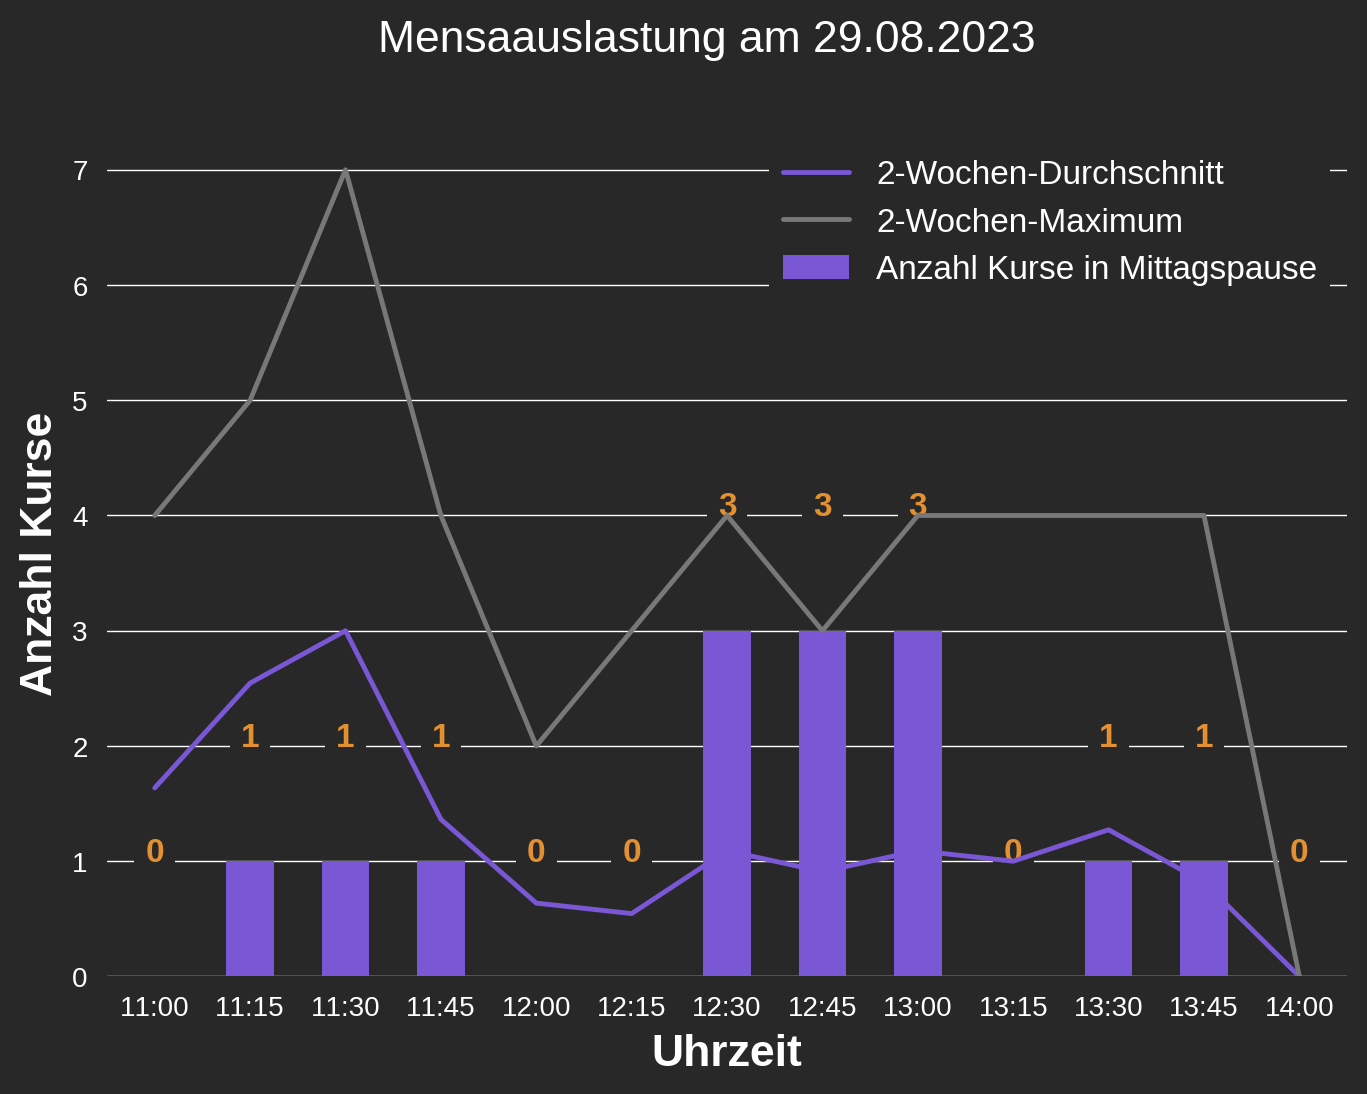 Mensaauslastung am 29.08.2023
2-Wochen-Durchschnitt
2-Wochen-Maximum
Anzahl Kurse in Mittagspause
Anzahl Kurse
7
6
5
4
3
2
1
0
3 3 3
1 1 1 1 1
0 0 0 0 0
11:00 11:15 11:30 11:45 12:00 12:15 12:30 12:45 13:00 13:15 13:30 13:45 14:00
Uhrzeit